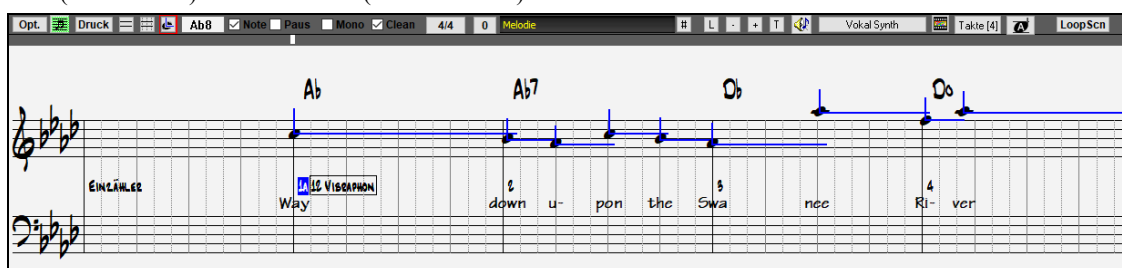 Opt. Druck Ab8 Note Paus Mono Clean 4/4 0 Melodie # L - + T Vokal Synth Takte [4] A LoopScn
Ab Ab7 Db Do
EINZÄHLER 1A 12 VIBRAPHON 2 3 4
Way down u- pon the Swa nee Ri- ver